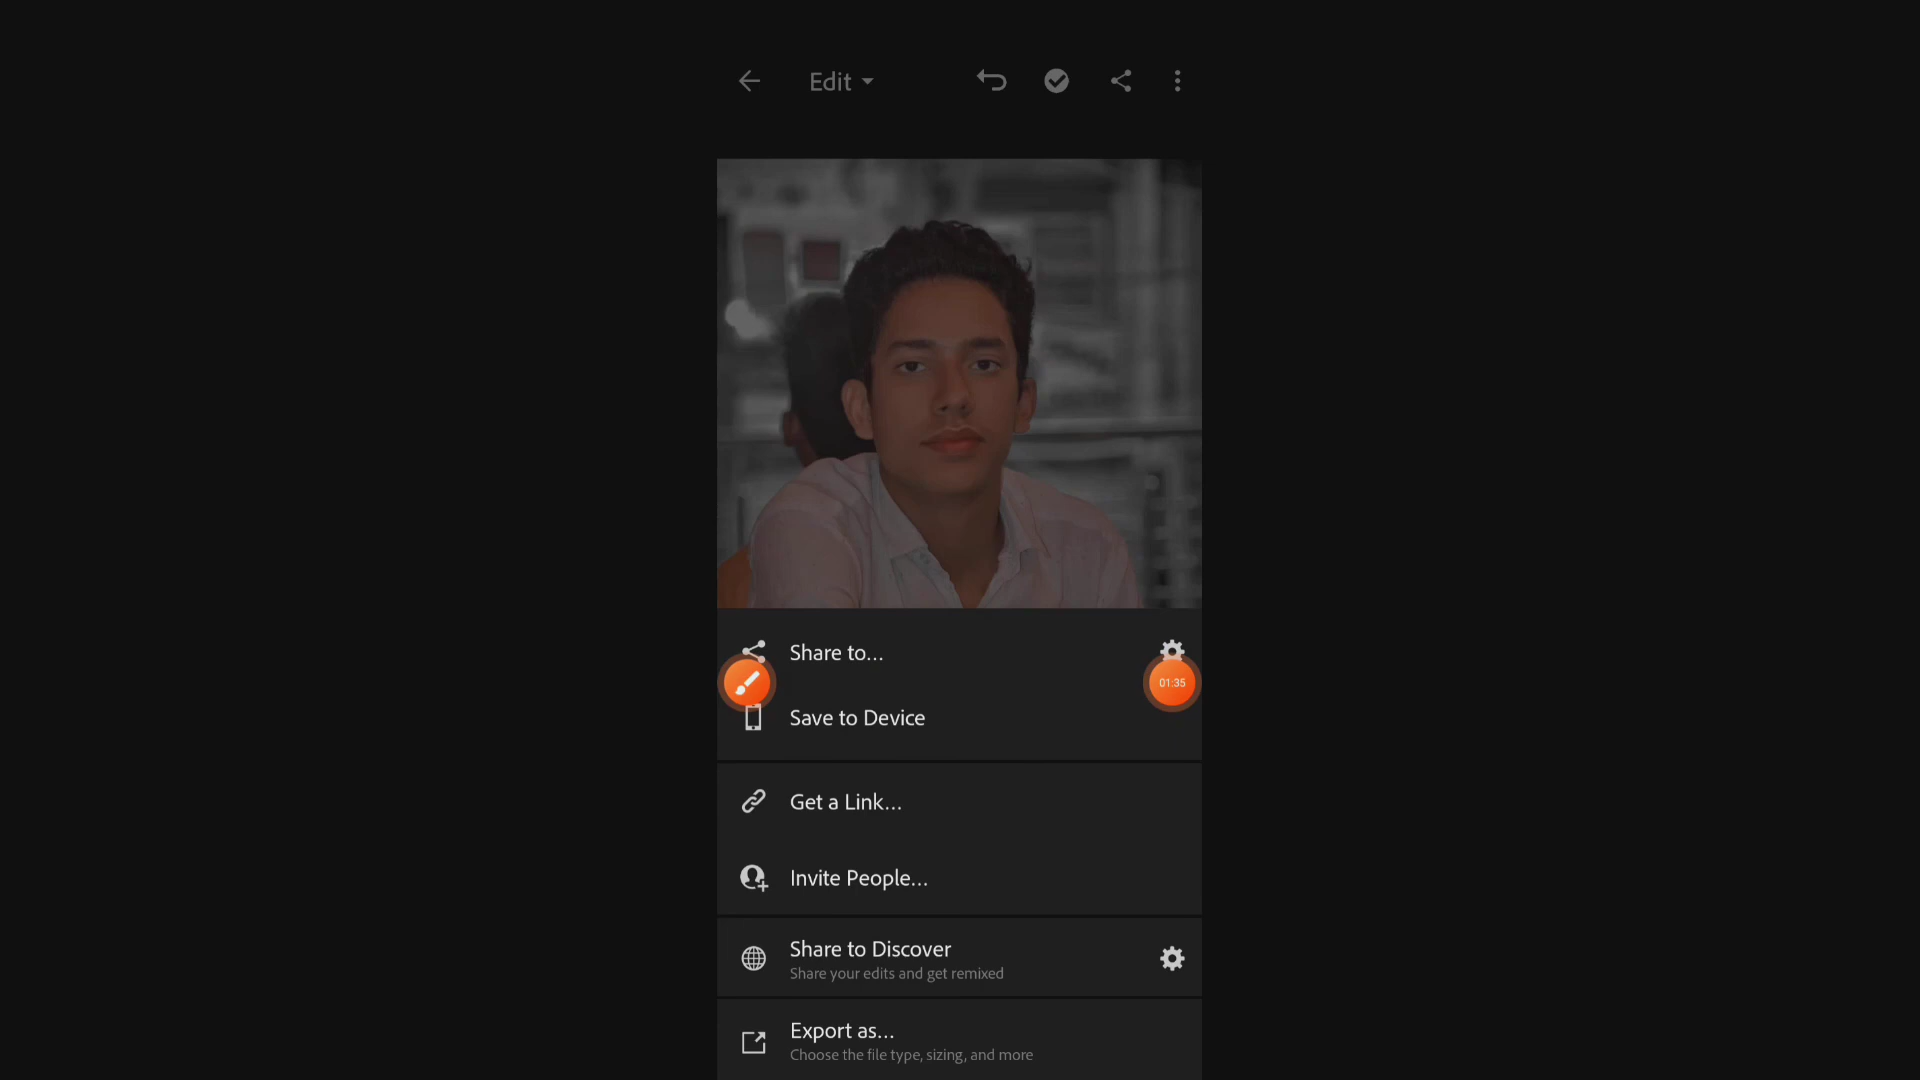 Edit
Share to...
01:35
Save to Device
Get a Link...
Invite People...
Share to Discover
Share your edits and get remixed
Export as...
Choose the file type, sizing, and more